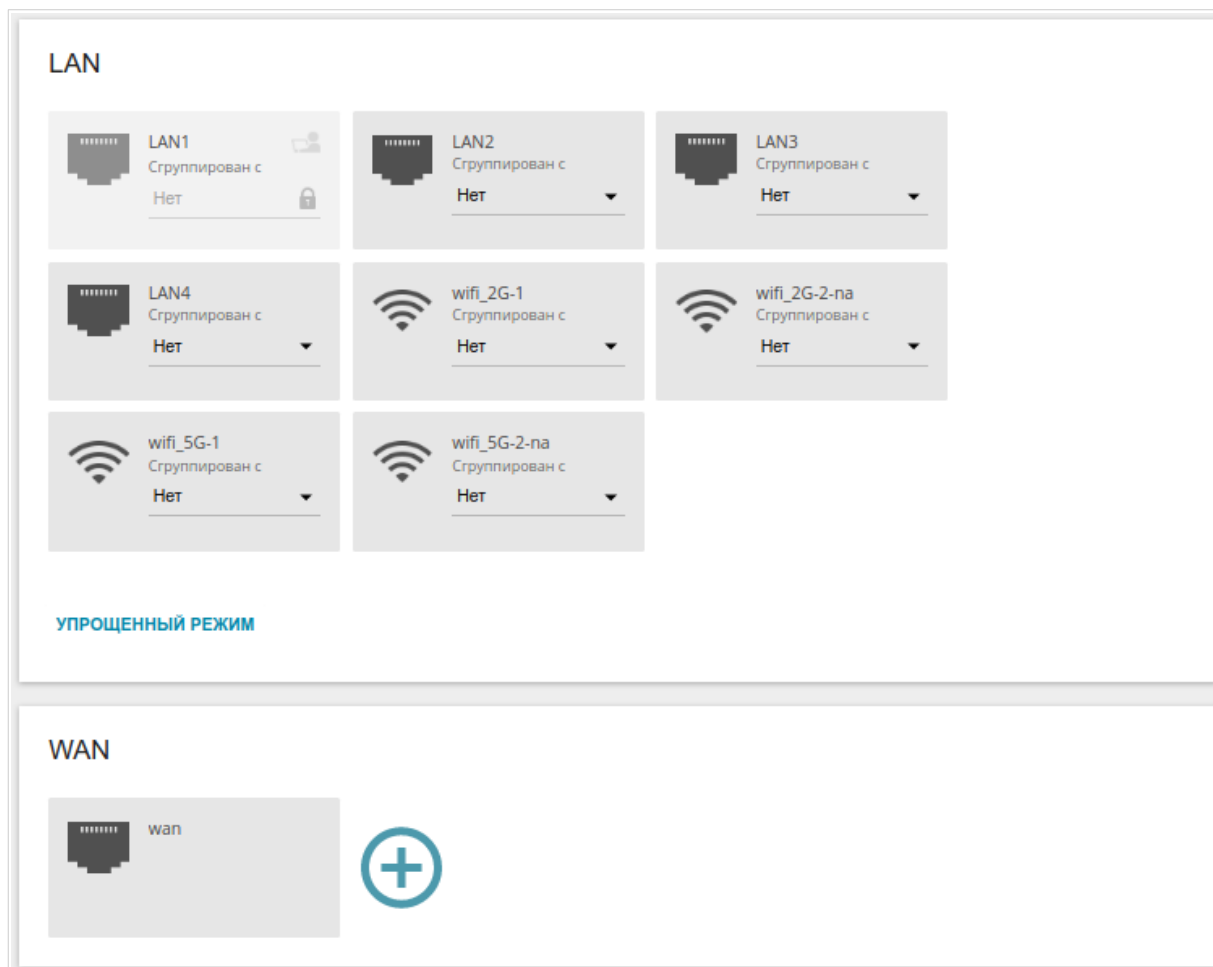 LAN
LAN1
Сгруппирован с
Нет
LAN2
Сгруппирован с
Нет
LAN3
Сгруппирован с
Нет
LAN4
Сгруппирован с
Нет
wifi_2G-1
Сгруппирован с
Нет
wifi_2G-2-na
Сгруппирован с
Нет
wifi_5G-1
Сгруппирован с
Нет
wifi_5G-2-na
Сгруппирован с
Нет
УПРОЩЕННЫЙ РЕЖИМ
WAN
wan